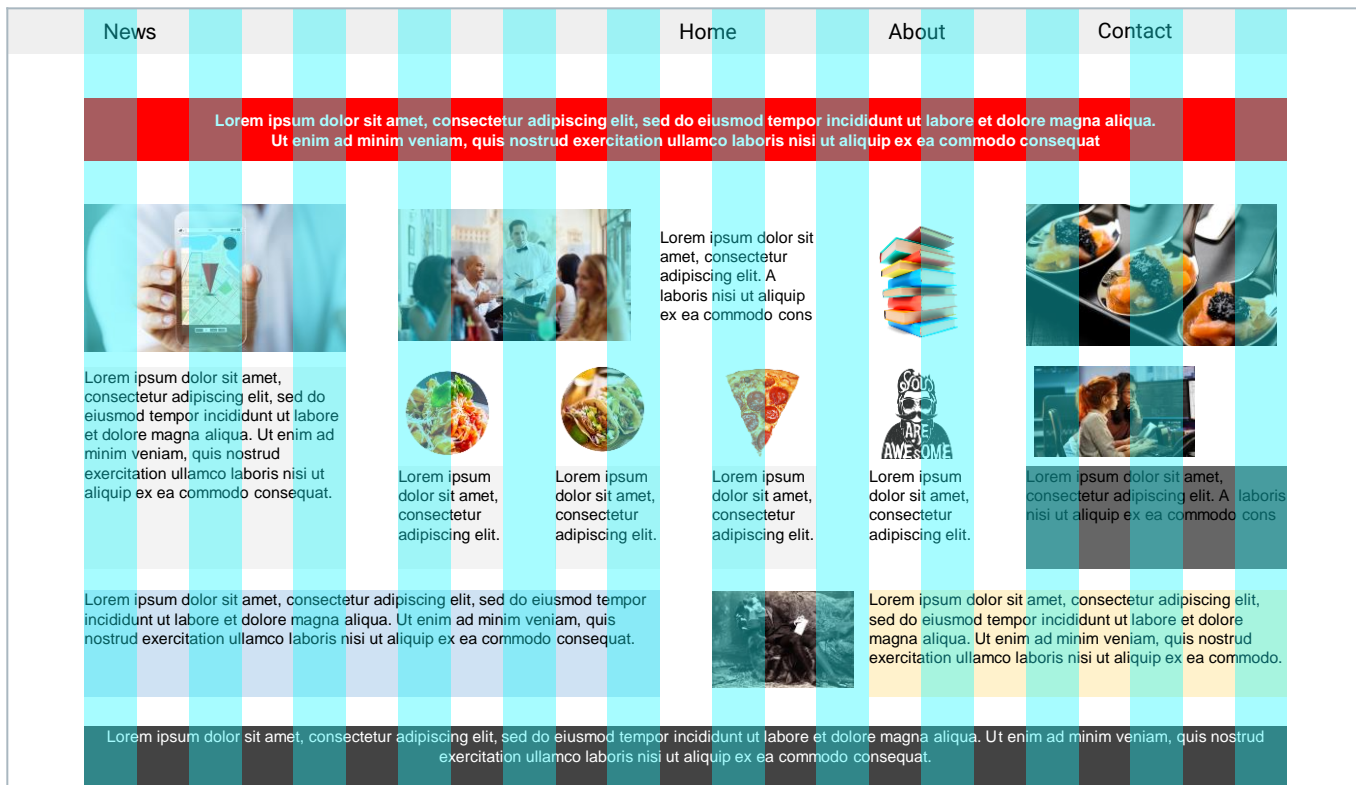 News
Home
About
Contact
Lorem ipsum dolor sit amet, consectetur adipiscing elit, sed do eiusmod tempor incididunt ut labore et dolore magna aliqua.
Ut enim ad minim veniam, quis nostrud exercitation ullamco laboris nisi ut aliquip ex ea commodo consequat
Lorem ipsum dolor sit
amet, consectetur
adipiscing elit. A
laboris nisi ut aliquip
ex ea commodo cons
Lorem ipsum dolor sit amet,
consectetur adipiscing elit, sed do
eiusmod tempor incididunt ut labore
et dolore magna aliqua. Ut enim ad
minim veniam, quis nostrud
exercitation ullamco laboris nisi ut
aliquip ex ea commodo consequat.
Lorem ipsum
dolor sit amet,
consectetur
adipiscing elit.
Lorem ipsum
dolor sit amet,
consectetur
adipiscing elit.
Lorem ipsum
dolor sit amet,
consectetur
adipiscing elit.
YOU
ARE
AWESOME
Lorem ipsum
dolor sit amet,
consectetur
adipiscing elit.
Lorem ipsum dolor sit amet,
consectetur adipiscing elit. A laboris
nisi ut aliquip ex ea commodo cons
Lorem ipsum dolor sit amet, consectetur adipiscing elit, sed do eiusmod tempor
incididunt ut labore et dolore magna aliqua. Ut enim ad minim veniam, quis
nostrud exercitation ullamco laboris nisi ut aliquip ex ea commodo consequat.
Lorem ipsum dolor sit amet, consectetur adipiscing elit,
sed do eiusmod tempor incididunt ut labore et dolore
magna aliqua. Ut enim ad minim veniam, quis nostrud
exercitation ullamco laboris nisi ut aliquip ex ea commodo.
Lorem ipsum dolor sit amet, consectetur adipiscing elit, sed do eiusmod tempor incididunt ut labore et dolore magna aliqua. Ut enim ad minim veniam, quis nostrud
exercitation ullamco laboris nisi ut aliquip ex ea commodo consequat.